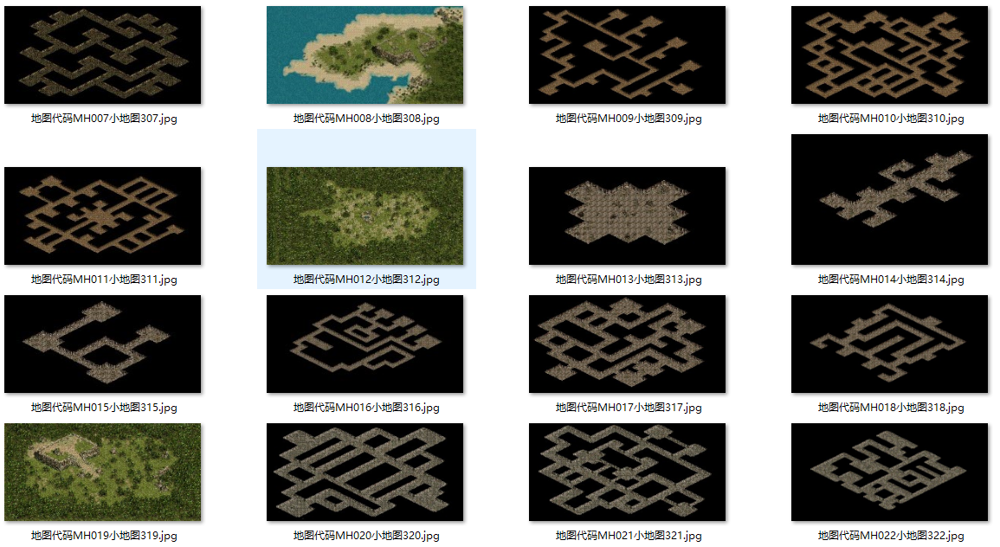 地图代码MH007小地图307.jpg
地图代码MH008小地图308.jpg
地图代码MH009小地图309.jpg
地图代码MH010小地图310.jpg
地图代码MH011小地图311.jpg
地图代码MH012小地图312.jpg
地图代码MH013小地图313.jpg
地图代码MH014小地图314.jpg
地图代码MH015小地图315.jpg
地图代码MH016小地图316.jpg
地图代码MH017小地图317.jpg
地图代码MH018小地图318.jpg
地图代码MH019小地图319.jpg
地图代码MH020小地图320.jpg
地图代码MH021小地图321.jpg
地图代码MH022小地图322.jpg